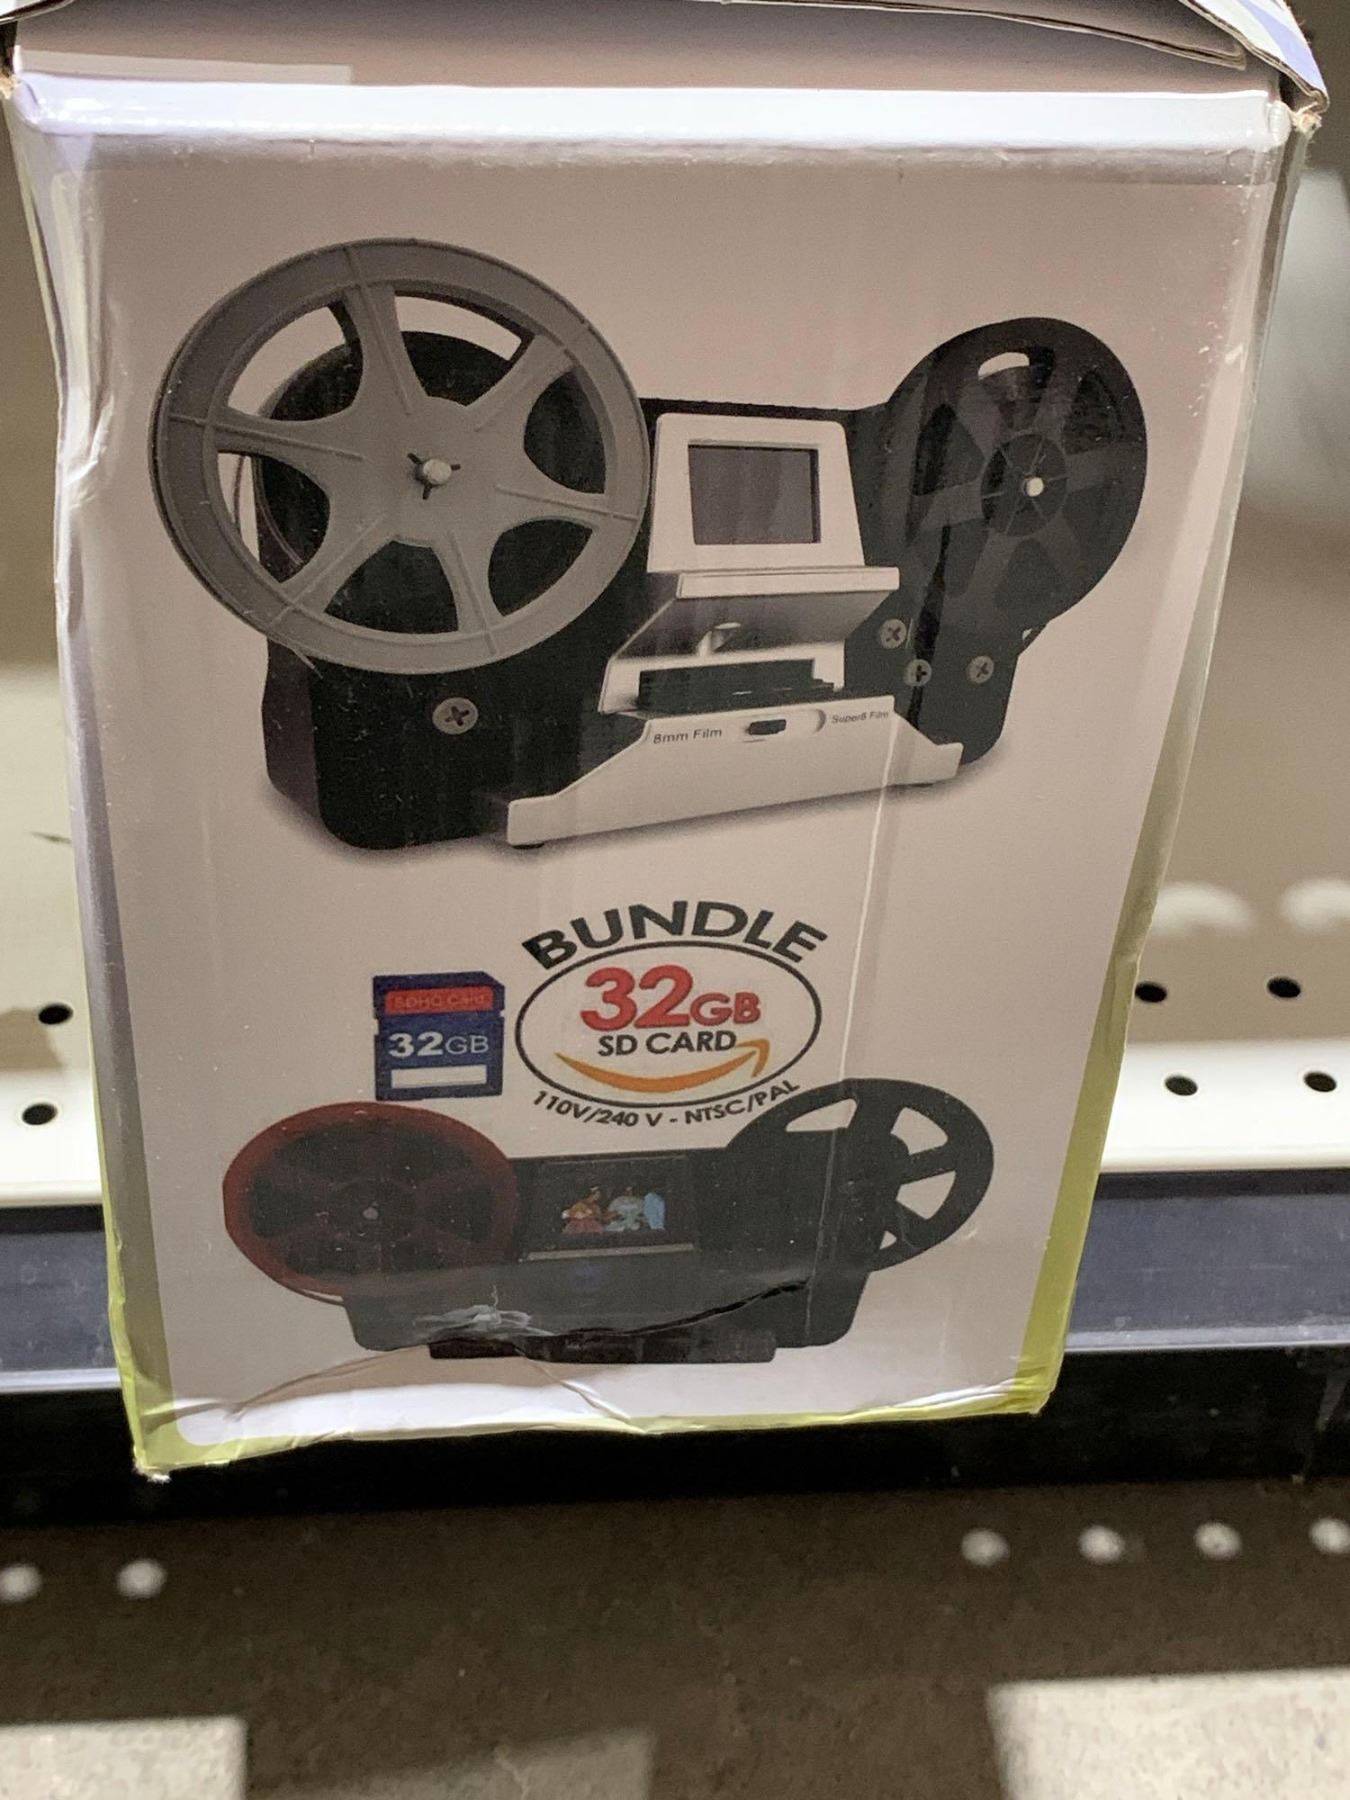 8mm Film
Super8 Film
BUNDLE
SDHC Card
32GB
32GB
SD CARD
110V/240 V - NTSC/PAL